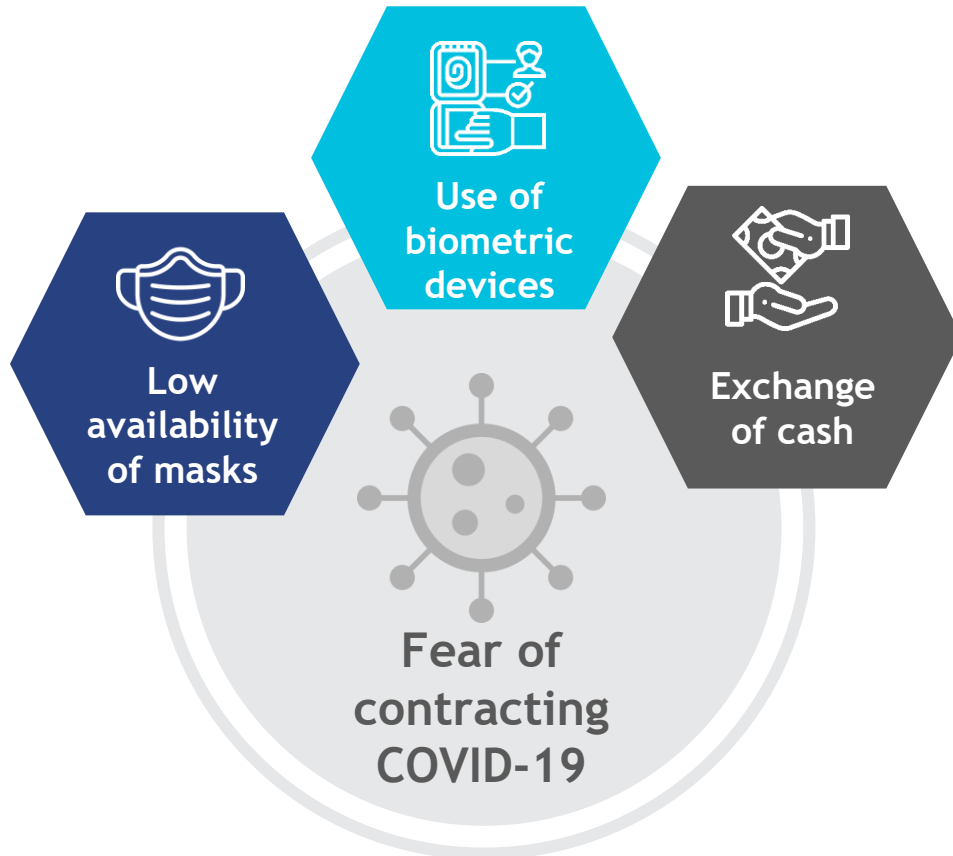 Use of
biometric
devices
Low
availability
of masks
Exchange
of cash
Fear of
contracting
COVID-19